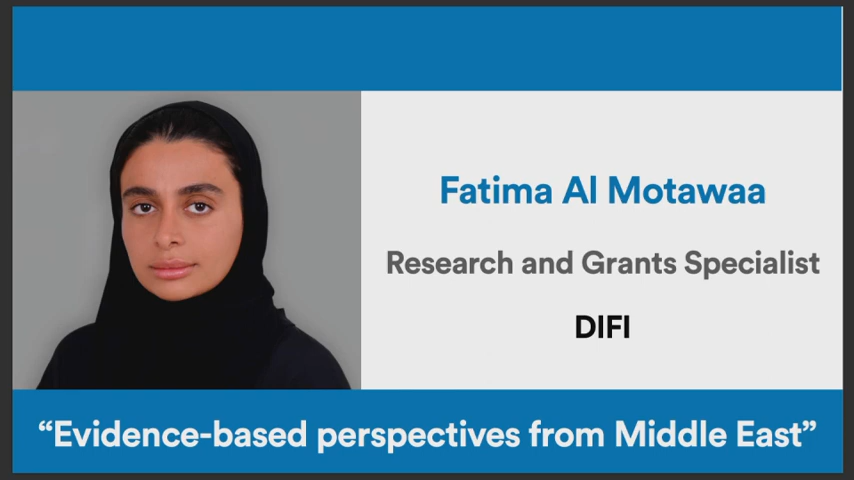 Fatima Al Motawaa
Research and Grants Specialist
DIFI
“Evidence-based perspectives from Middle East”